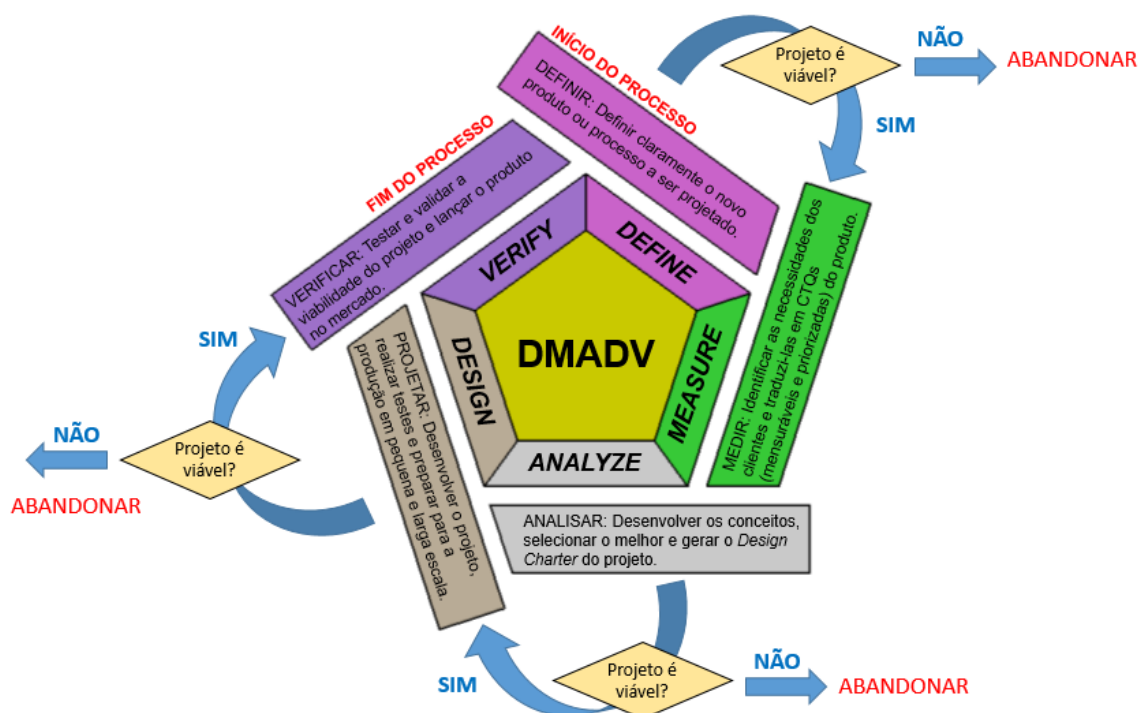 INÍCIO DO PROCESSO
DEFINIR: Definir claramente o novo
produto ou processo a ser projetado.
Projeto é
viável?
NÃO
ABANDONAR
SIM
MEDIR: Identificar as necessidades dos
clientes e traduzi-las em CTQs
(mensuráveis e priorizadas) do produto.
ANALISAR: Desenvolver os conceitos,
selecionar o melhor e gerar o Design
Charter do projeto.
Projeto é
viável?
NÃO
ABANDONAR
SIM
PROJETAR: Desenvolver o projeto,
realizar testes e preparar para a
produção em pequena e larga escala.
Projeto é
viável?
NÃO
ABANDONAR
SIM
FIM DO PROCESSO
VERIFICAR: Testar e validar a
viabilidade do projeto e lançar o produto
no mercado.
DMADV
DEFINE
MEASURE
ANALYZE
DESIGN
VERIFY